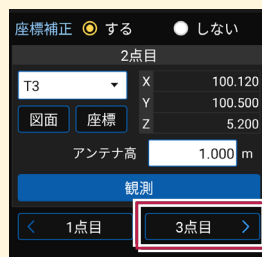 座標補正 する しない
2点目
T3 X 100.120
Y 100.500
図面 座標 Z 5.200
アンテナ高 1.000 m
観測
< 1点目 3点目 >